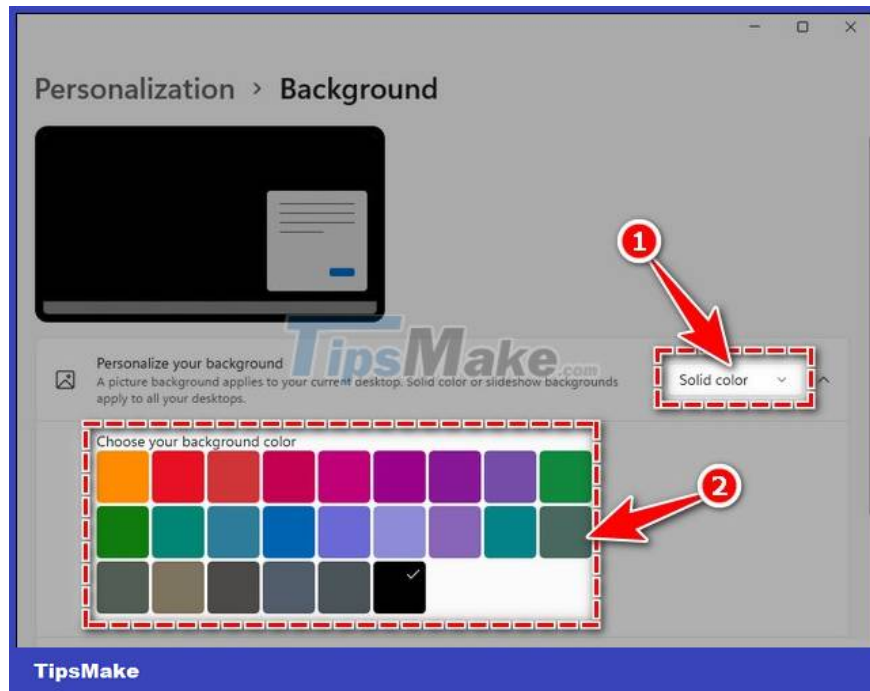 Personalization > Background
1
TipsMake.com
Personalize your background
A picture background applies to your current desktop. Solid color or slideshow backgrounds
apply to all your desktops.
Solid color
Choose your background color
2
TipsMake